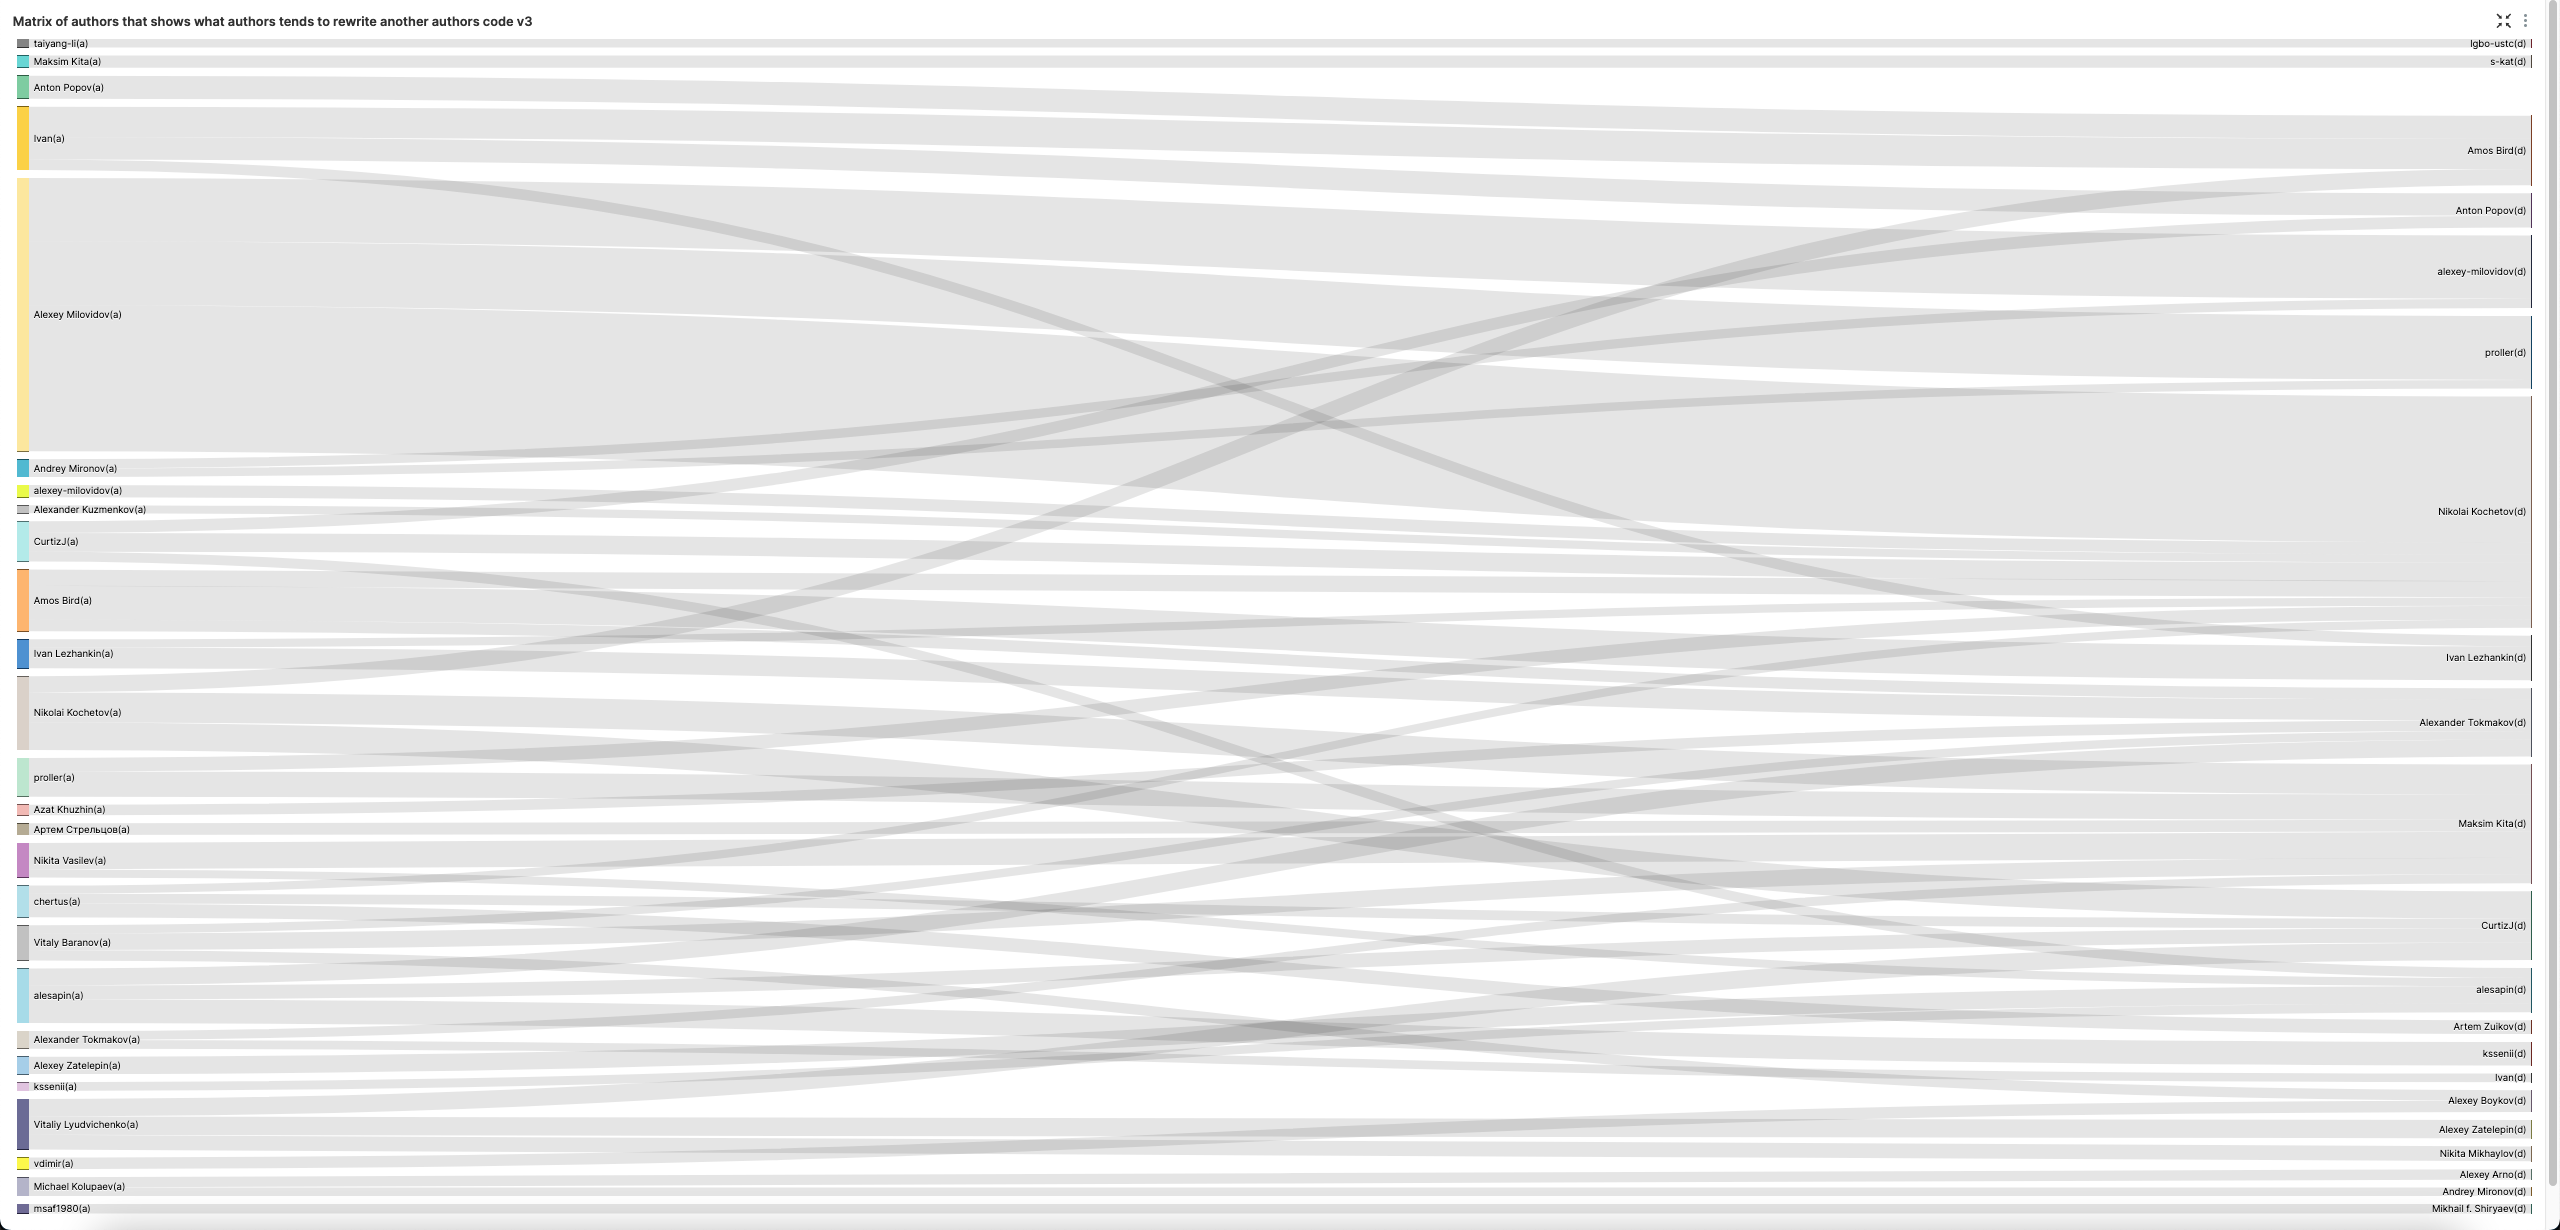 Matrix of authors that shows what authors tends to rewrite another authors code v3
taiyang-li(a)
Maksim Kita(a)
Anton Popov(a)
Ivan(a)
Alexey Milovidov(a)
Andrey Mironov(a)
alexey-milovidov(a)
Alexander Kuzmenkov(a)
CurtizJ(a)
Amos Bird(a)
Ivan Lezhankin(a)
Nikolai Kochetov(a)
proller(a)
Azat Khuzhin(a)
Артем Стрельцов(a)
Nikita Vasilev(a)
chertus(a)
Vitaly Baranov(a)
alesapin(a)
Alexander Tokmakov(a)
Alexey Zatelepin(a)
kssenii(a)
Vitaliy Lyudvichenko(a)
vdimir(a)
Michael Kolupaev(a)
msaf1980(a)
lgbo-ustc(d)
s-kat(d)
Amos Bird(d)
Anton Popov(d)
alexey-milovidov(d)
proller(d)
Nikolai Kochetov(d)
Ivan Lezhankin(d)
Alexander Tokmakov(d)
Maksim Kita(d)
CurtizJ(d)
alesapin(d)
Artem Zuikov(d)
kssenii(d)
Ivan(d)
Alexey Boykov(d)
Alexey Zatelepin(d)
Nikita Mikhaylov(d)
Alexey Arno(d)
Andrey Mironov(d)
Mikhail f. Shiryaev(d)